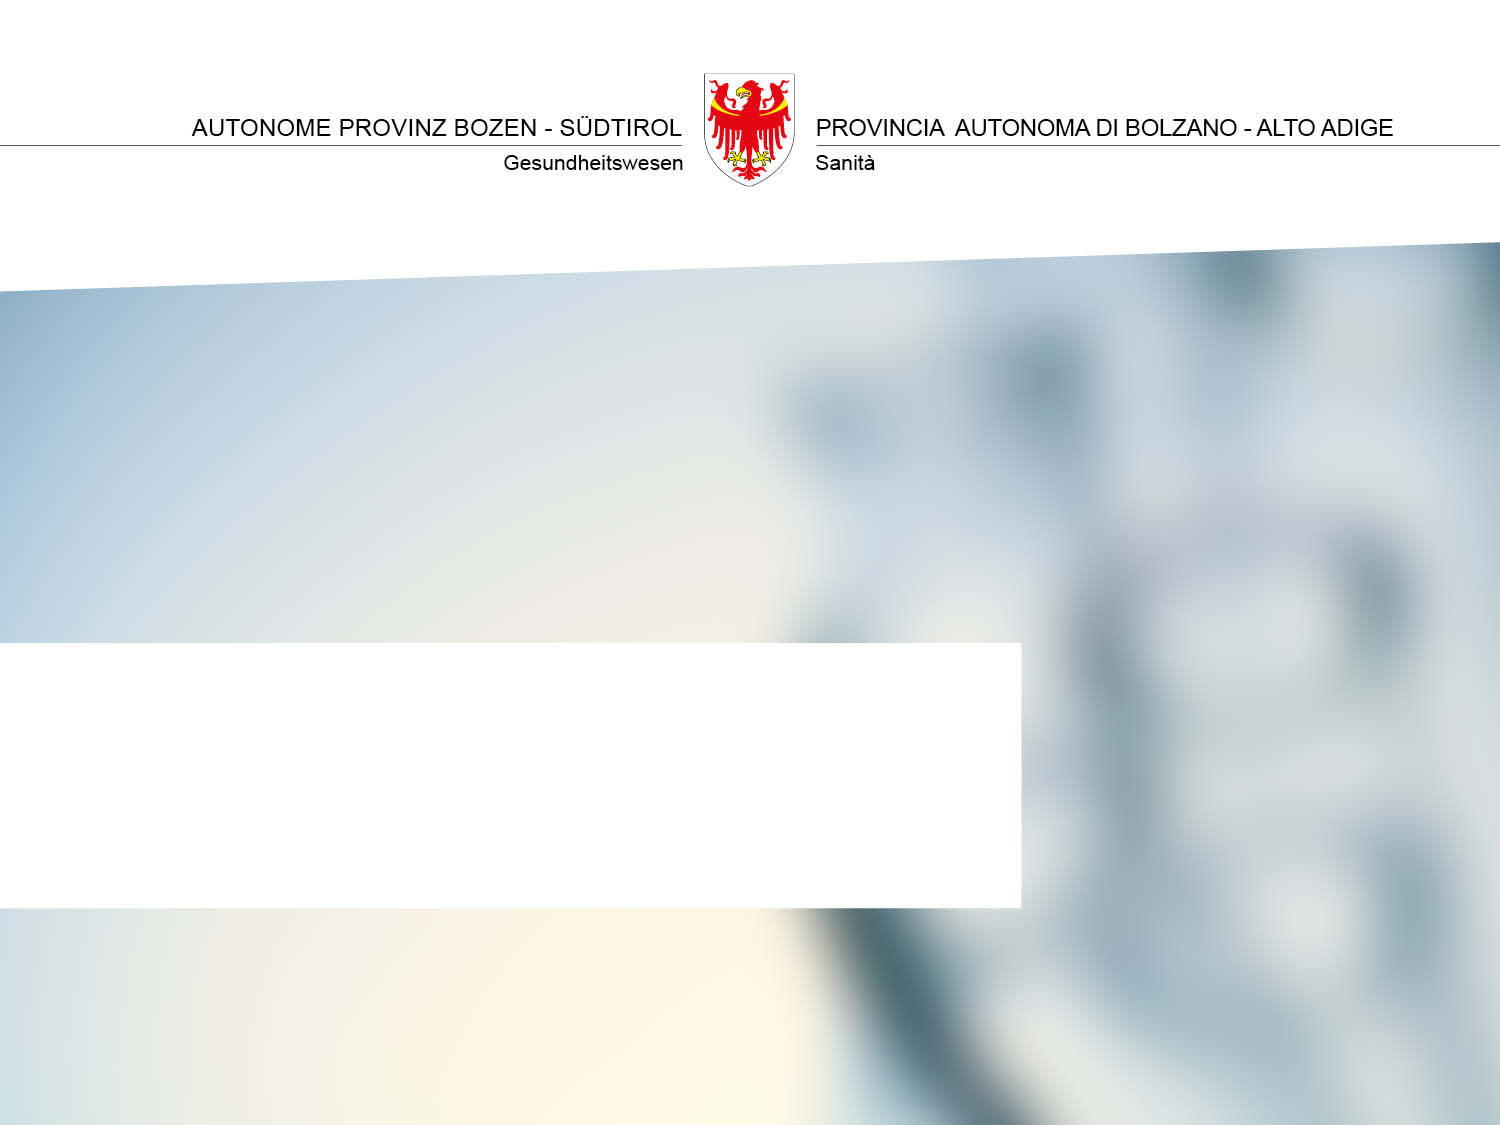 AUTONOME PROVINZ BOZEN - SÜDTIROL
Gesundheitswesen
PROVINCIA AUTONOMA DI BOLZANO - ALTO ADIGE
Sanità